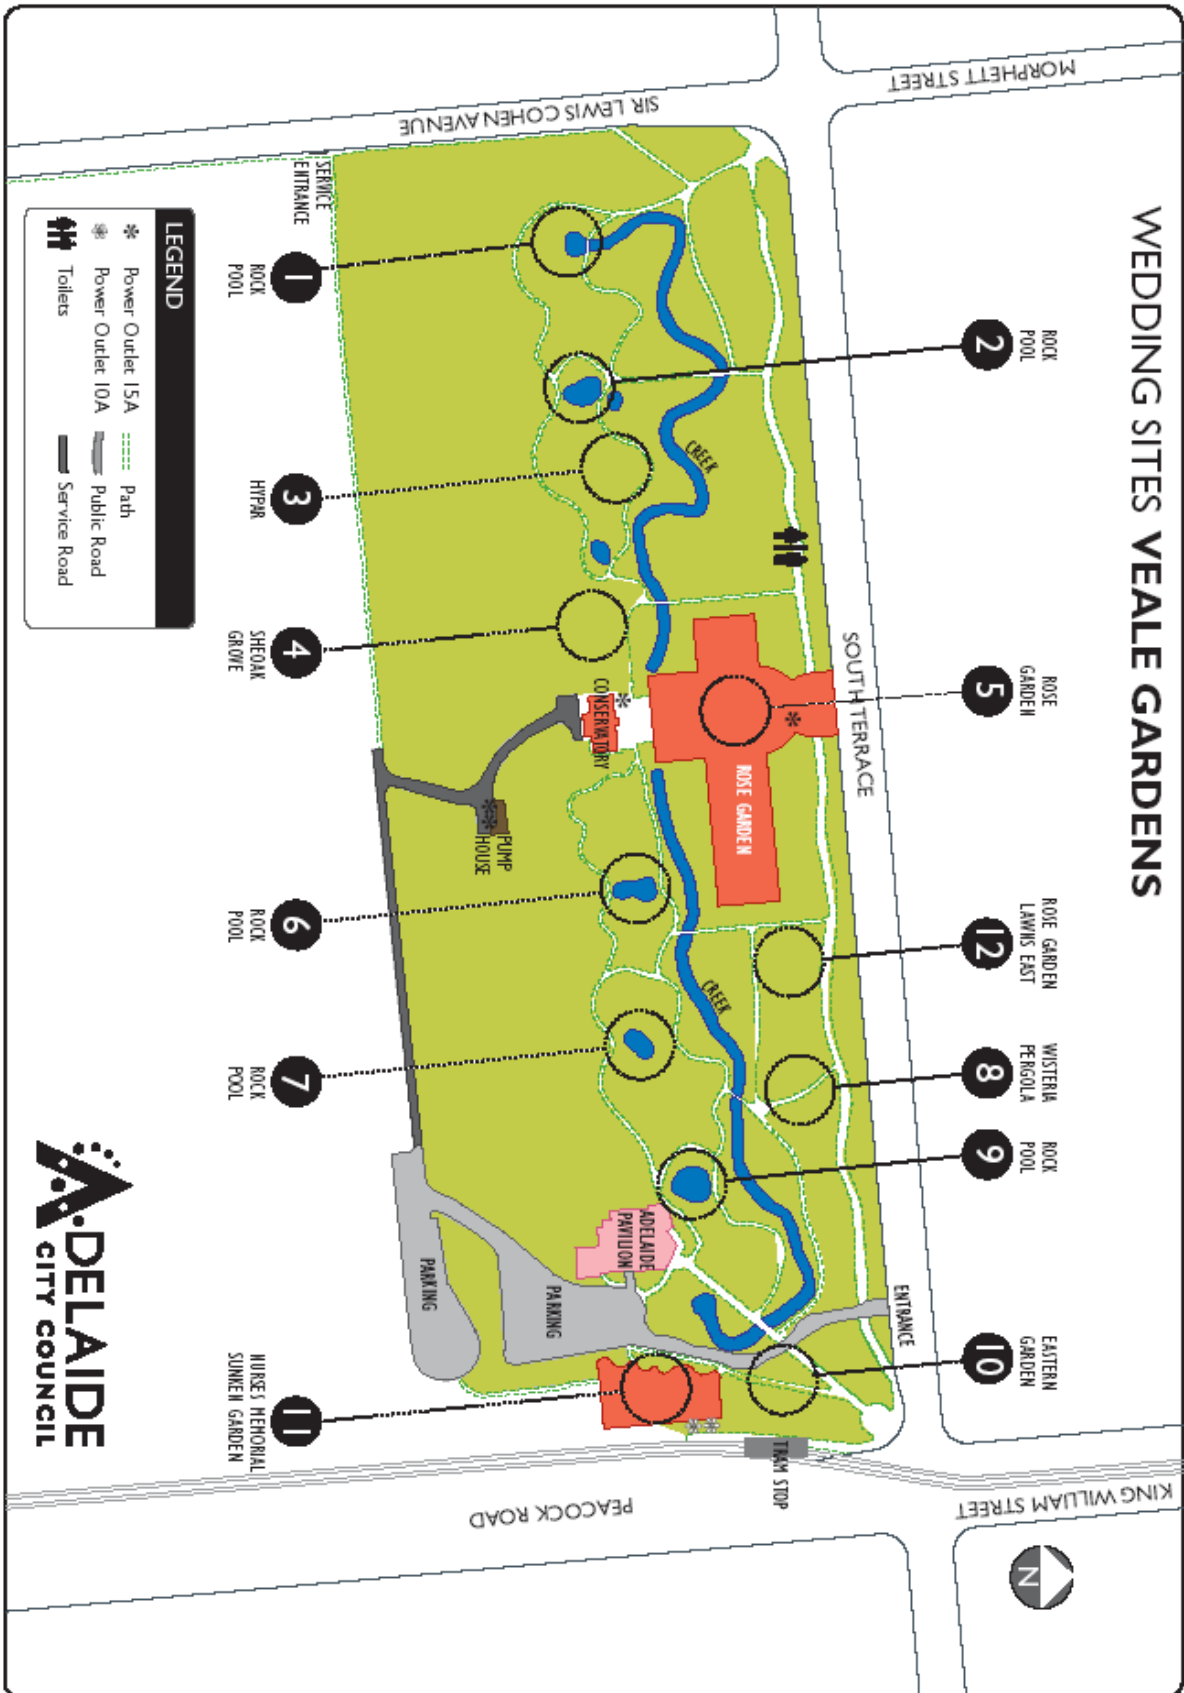 WEDDING SITES VEALE GARDENS
MORPHETT STREET
SIR LEWIS COHEN AVENUE
SOUTH TERRACE
KING WILLIAM STREET
PEACOCK ROAD
N
2
ROCK
POOL
5
ROSE
GARDEN
12
ROSE GARDEN
LAWNS EAST
8
WISTERIA
PERGOLA
9
ROCK
POOL
10
EASTERN
GARDEN
ENTRANCE
TRAM STOP
CREEK
ROSE GARDEN
CREEK
CONSERVATORY
PUMP
HOUSE
ADELAIDE
PAVILION
PARKING
PARKING
SERVICE
ENTRANCE
1
ROCK
POOL
3
HYPAR
4
SHEOAK
GROVE
6
ROCK
POOL
7
ROCK
POOL
11
NURSES MEMORIAL
SUNKEN GARDEN
LEGEND
* Power Outlet 15A
Power Outlet 10A
Toilets
Path
Public Road
Service Road
ADELAIDE
CITY COUNCIL